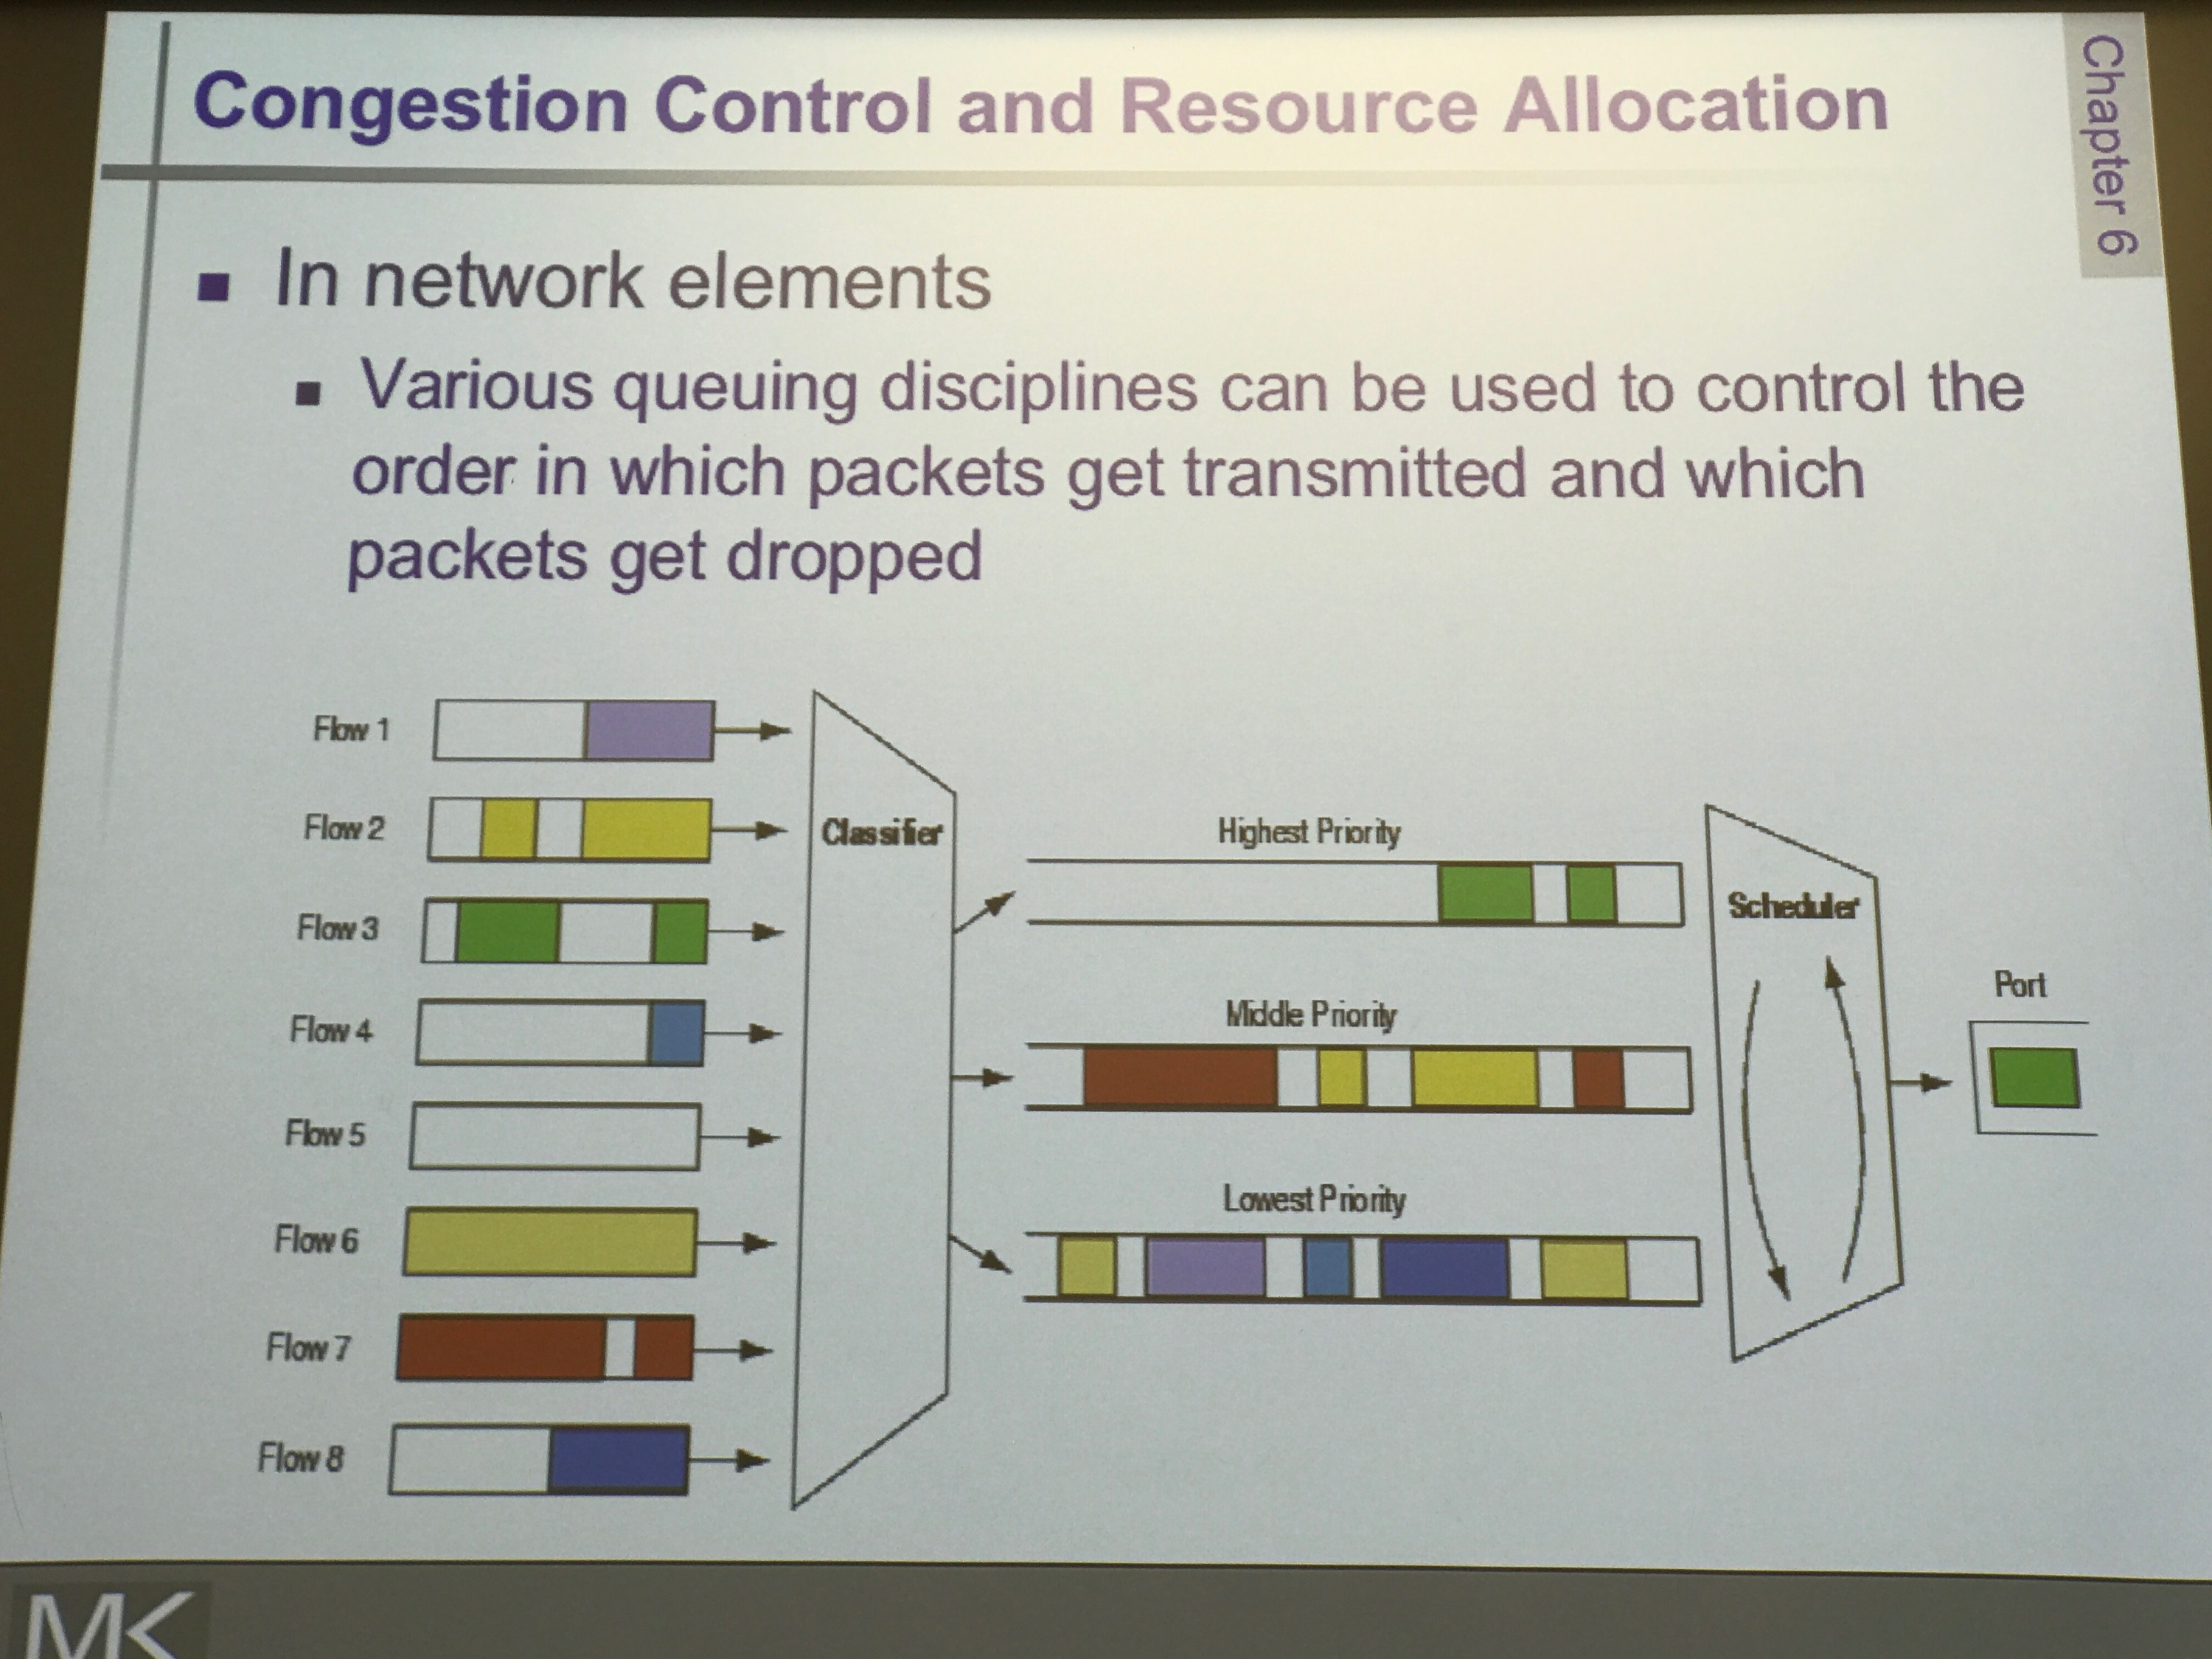 Congestion Control and Resource Allocation
Chapter 6
In network elements
Various queuing disciplines can be used to control the
order in which packets get transmitted and which
packets get dropped
Flow 1
Flow 2
Flow 3
Flow 4
Flow 5
Flow 6
Flow 7
Flow 8
Classifier
Highest Priority
Middle Priority
Lowest Priority
Scheduler
Port
MK